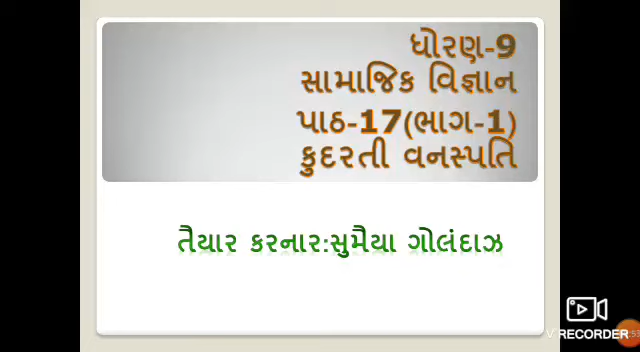 ધોરણ-9
સામાજિક વિજ્ઞાન
પાઠ-17(ભાગ-1)
કુદરતી વનસ્પતિ
તૈયાર કરનાર:સુમૈયા ગોલંદાઝ
V. RECORDER